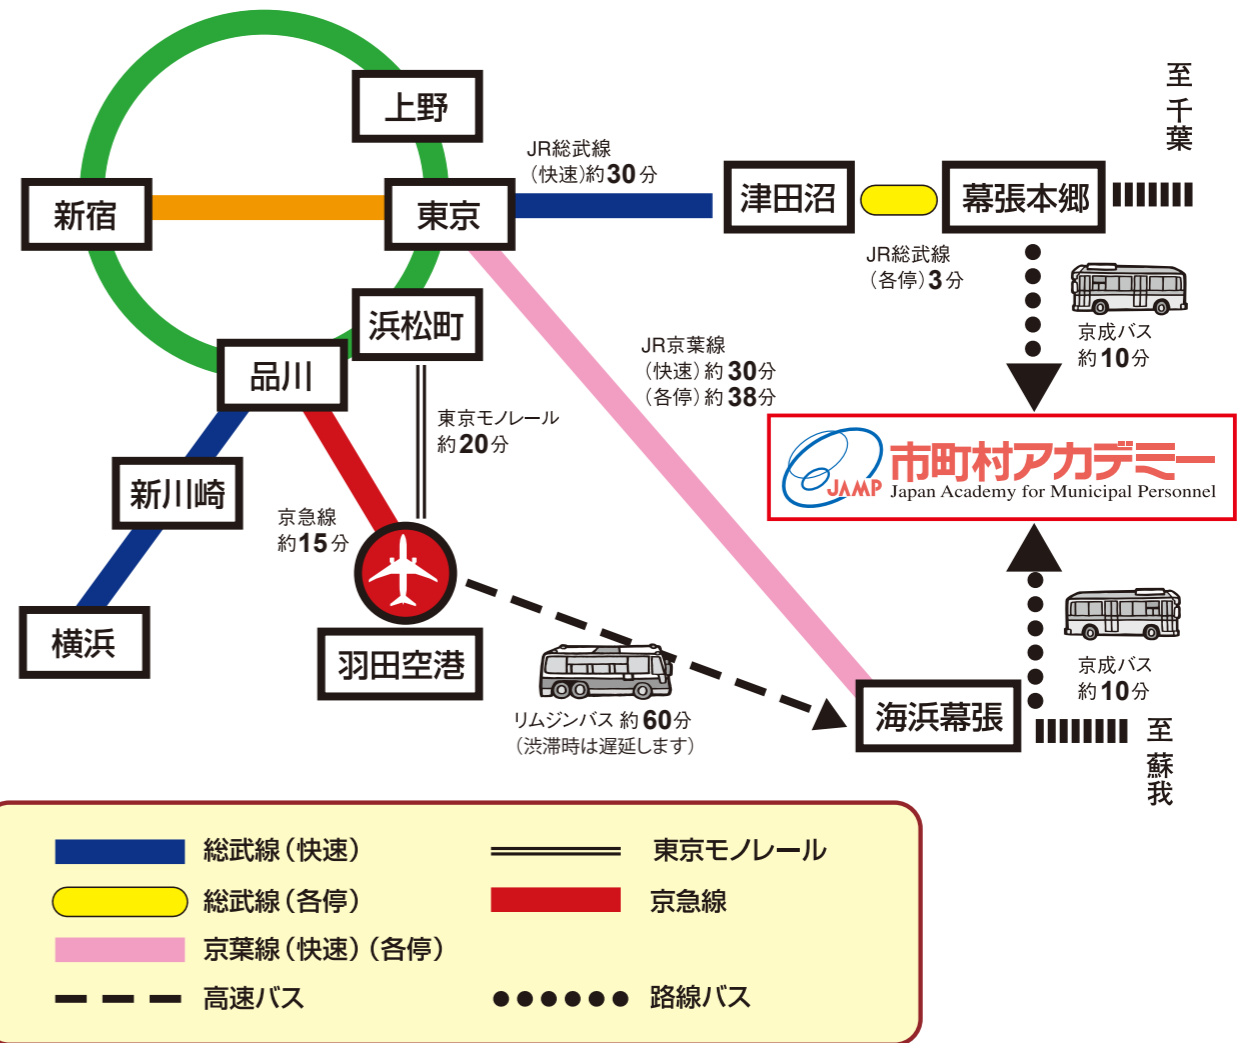 上野
新宿
東京
JR総武線
（快速）約30分
津田沼
幕張本郷
至千葉
JR総武線
（各停）3分
京成バス
約10分
浜松町
品川
東京モノレール
約20分
JR京葉線
（快速）約30分
（各停）約38分
JAMP
市町村アカデミー
Japan Academy for Municipal Personnel
新川崎
京急線
約15分
横浜
羽田空港
リムジンバス 約60分
（渋滞時は遅延します）
京成バス
約10分
海浜幕張
至蘇我
総武線（快速）
東京モノレール
総武線（各停）
京急線
京葉線（快速）（各停）
高速バス
路線バス